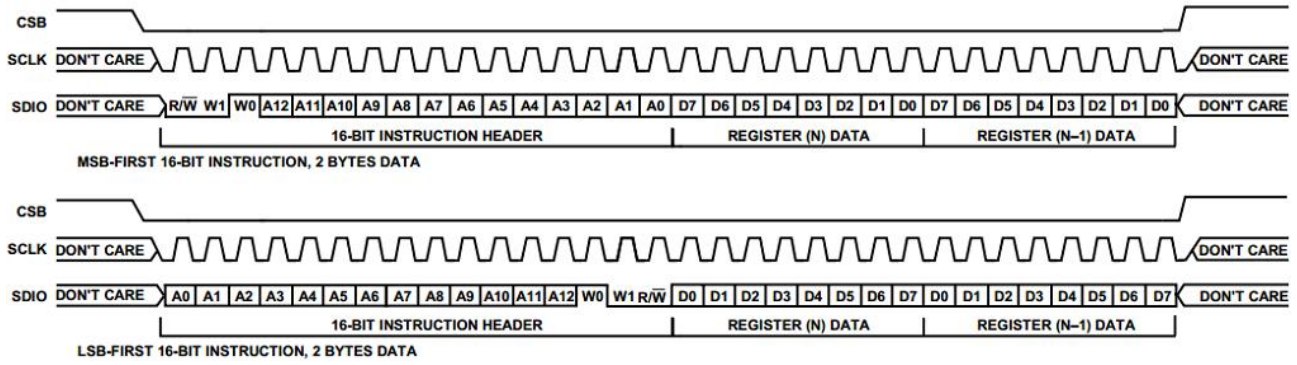 CSB
SCLK DON'T CARE DON'T CARE
SDIO DON'T CARE R/W̅ W1 W0 A12 A11 A10 A9 A8 A7 A6 A5 A4 A3 A2 A1 A0 D7 D6 D5 D4 D3 D2 D1 D0 D7 D6 D5 D4 D3 D2 D1 D0 DON'T CARE
16-BIT INSTRUCTION HEADER REGISTER (N) DATA REGISTER (N–1) DATA
MSB-FIRST 16-BIT INSTRUCTION, 2 BYTES DATA
CSB
SCLK DON'T CARE DON'T CARE
SDIO DON'T CARE A0 A1 A2 A3 A4 A5 A6 A7 A8 A9 A10 A11 A12 W0 W1 R/W̅ D0 D1 D2 D3 D4 D5 D6 D7 D0 D1 D2 D3 D4 D5 D6 D7 DON'T CARE
16-BIT INSTRUCTION HEADER REGISTER (N) DATA REGISTER (N–1) DATA
LSB-FIRST 16-BIT INSTRUCTION, 2 BYTES DATA